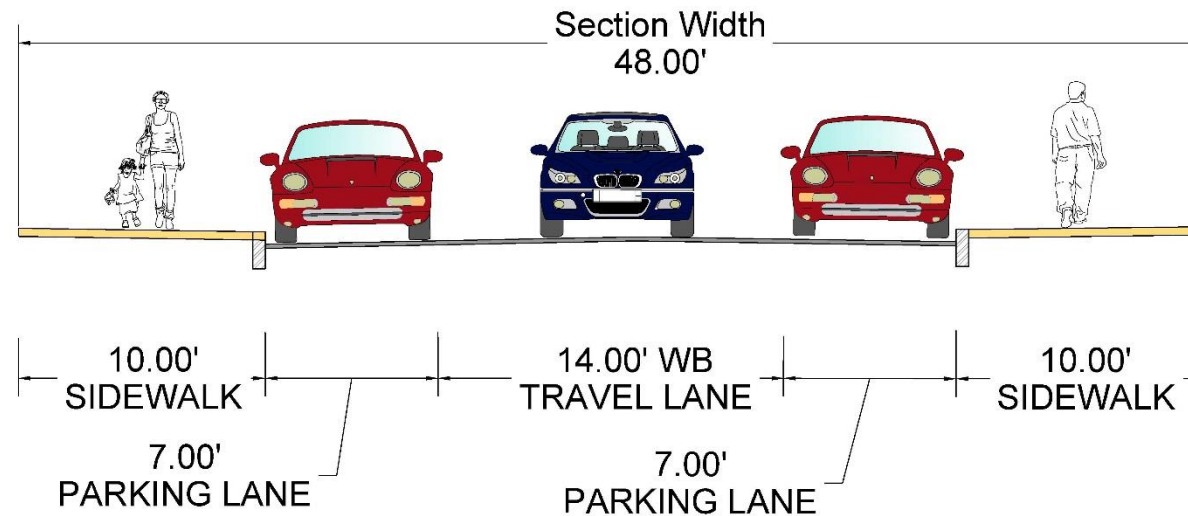 Section Width
48.00'
10.00'
SIDEWALK
14.00' WB
TRAVEL LANE
10.00'
SIDEWALK
7.00'
PARKING LANE
7.00'
PARKING LANE